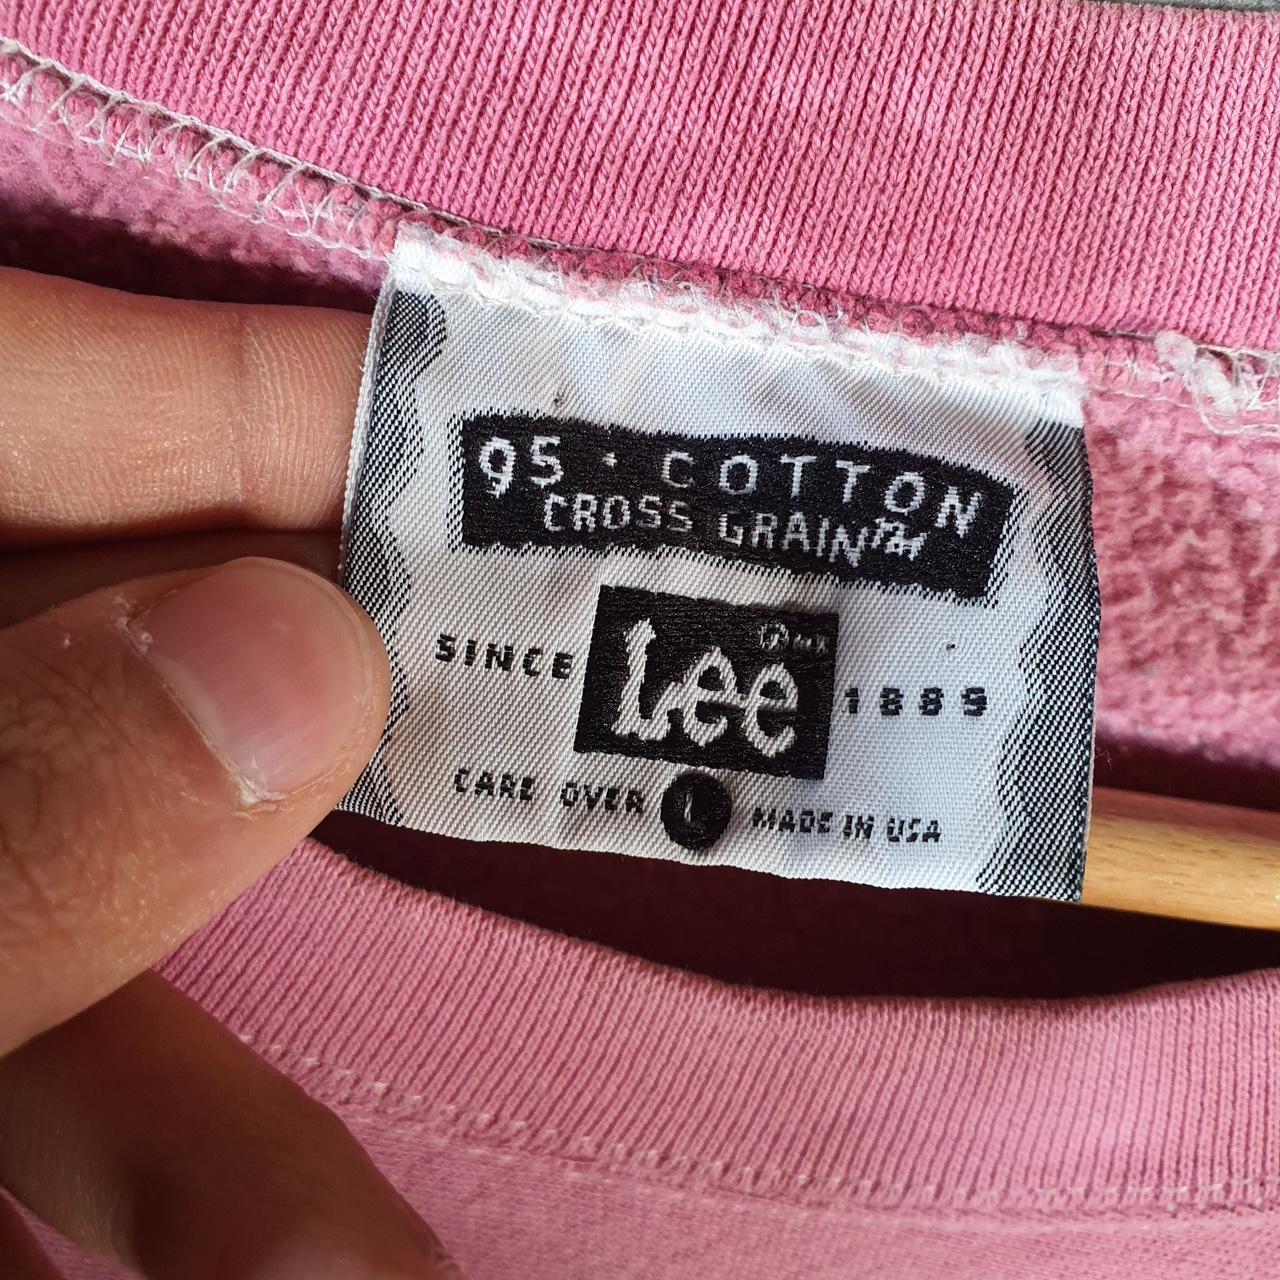 95 · COTTON
CROSS GRAIN™
SINCE Lee ® 1889
CARE OVER L MADE IN USA